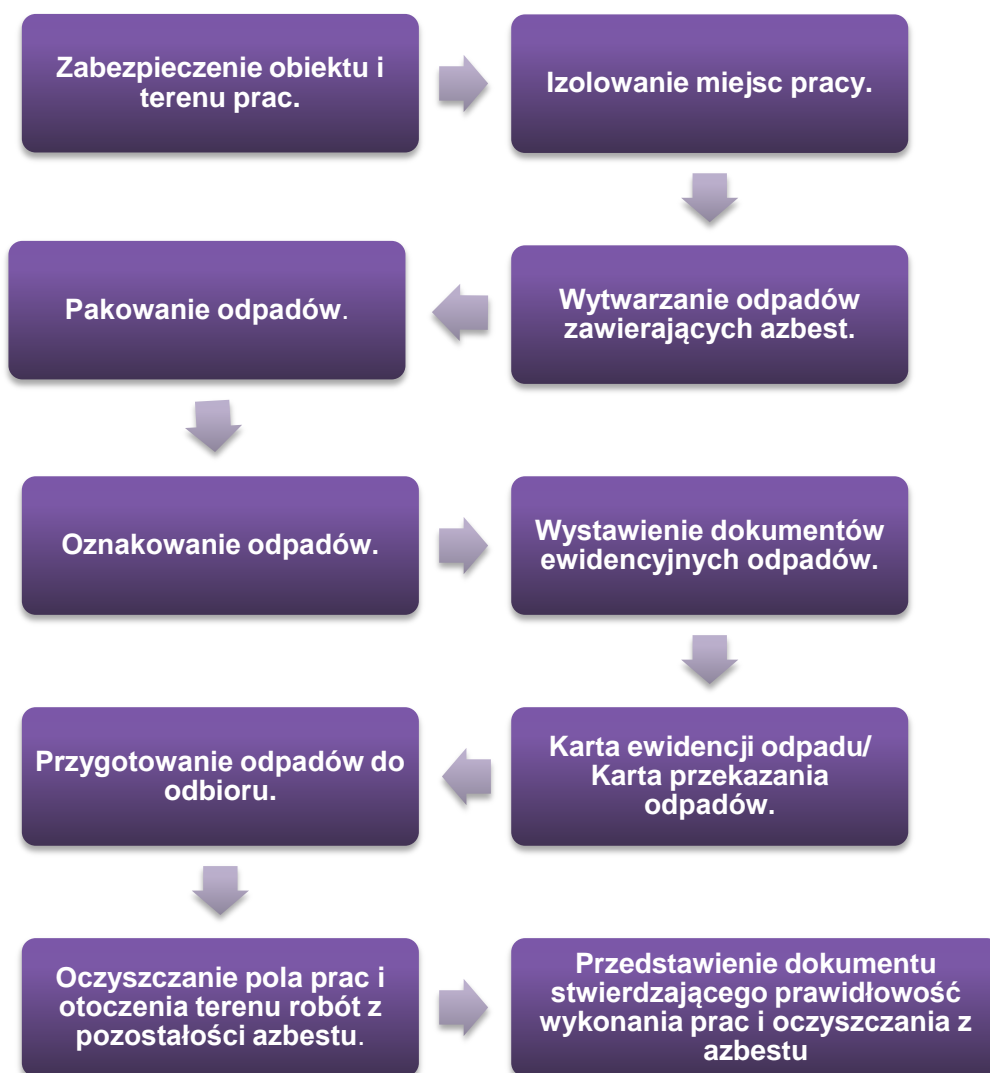 Zabezpieczenie obiektu i
terenu prac.
Izolowanie miejsc pracy.
Wytwarzanie odpadów
zawierających azbest.
Pakowanie odpadów.
Oznakowanie odpadów.
Wystawienie dokumentów
ewidencyjnych odpadów.
Karta ewidencji odpadu/
Karta przekazania
odpadów.
Przygotowanie odpadów do
odbioru.
Oczyszczanie pola prac i
otoczenia terenu robót z
pozostałości azbestu.
Przedstawienie dokumentu
stwierdzającego prawidłowość
wykonania prac i oczyszczania z
azbestu